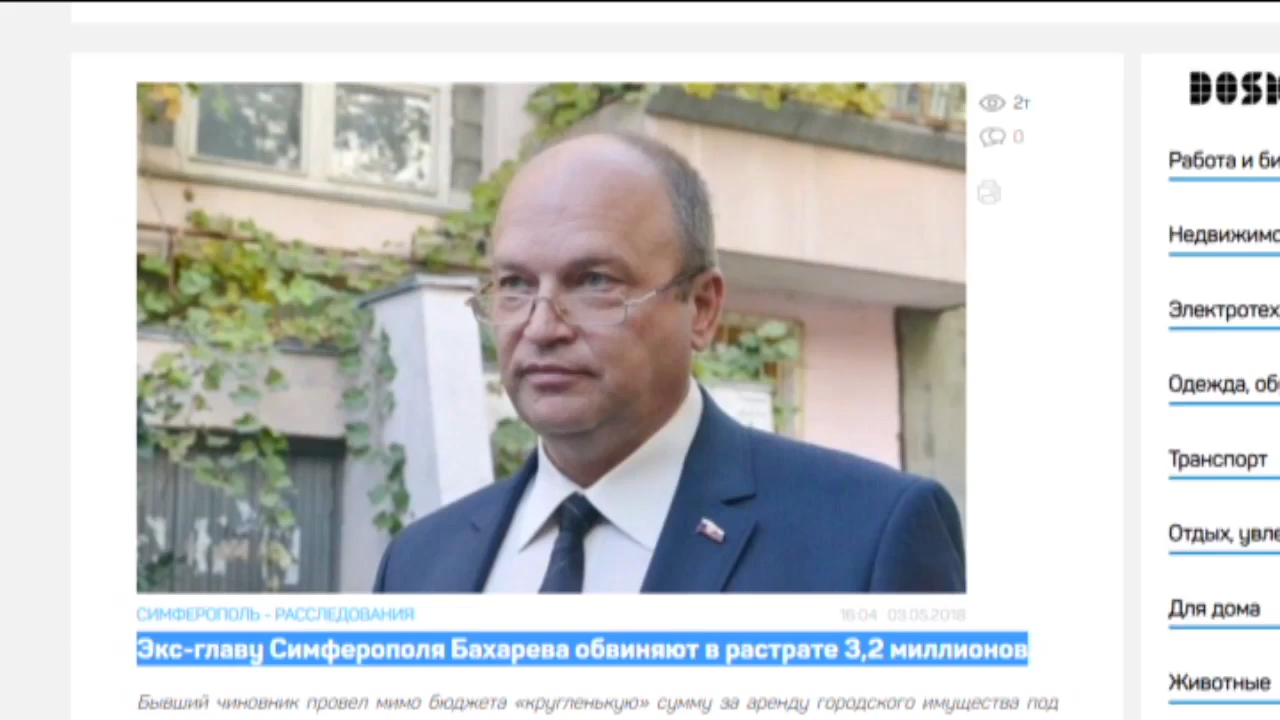 2т
0
СИМФЕРОПОЛЬ - РАССЛЕДОВАНИЯ
16:04 03.05.2018
Экс-главу Симферополя Бахарева обвиняют в растрате 3,2 миллионов
Бывший чиновник провел мимо бюджета «кругленькую» сумму за аренду городского имущества под
Работа и би
Недвижимо
Электротех
Одежда, об
Транспорт
Отдых, увле
Для дома
Животные